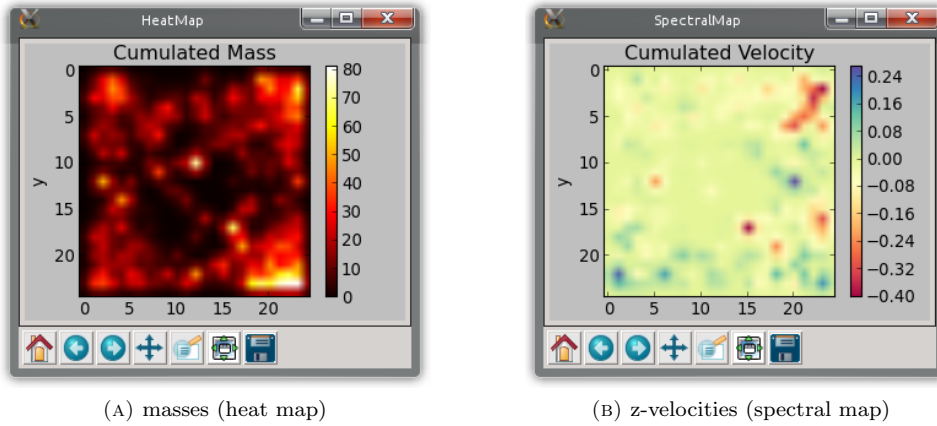 HeatMap
Cumulated Mass
0
5
10
15
20
y
0 5 10 15 20
80
70
60
50
40
30
20
10
0
(A) masses (heat map)
SpectralMap
Cumulated Velocity
0
5
10
15
20
y
0 5 10 15 20
0.24
0.16
0.08
0.00
−0.08
−0.16
−0.24
−0.32
−0.40
(B) z-velocities (spectral map)